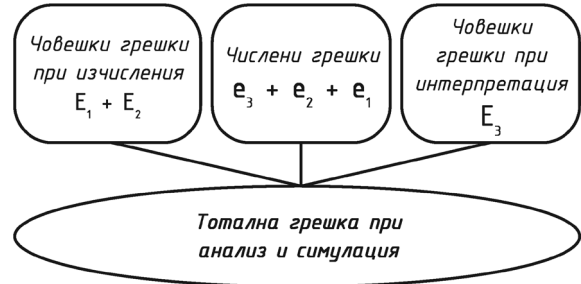 Човешки грешки
при изчисления
E₁ + E₂
Числени грешки
e₃ + e₂ + e₁
Човешки
грешки при
интерпретация
E₃
Тотална грешка при
анализ и симулация